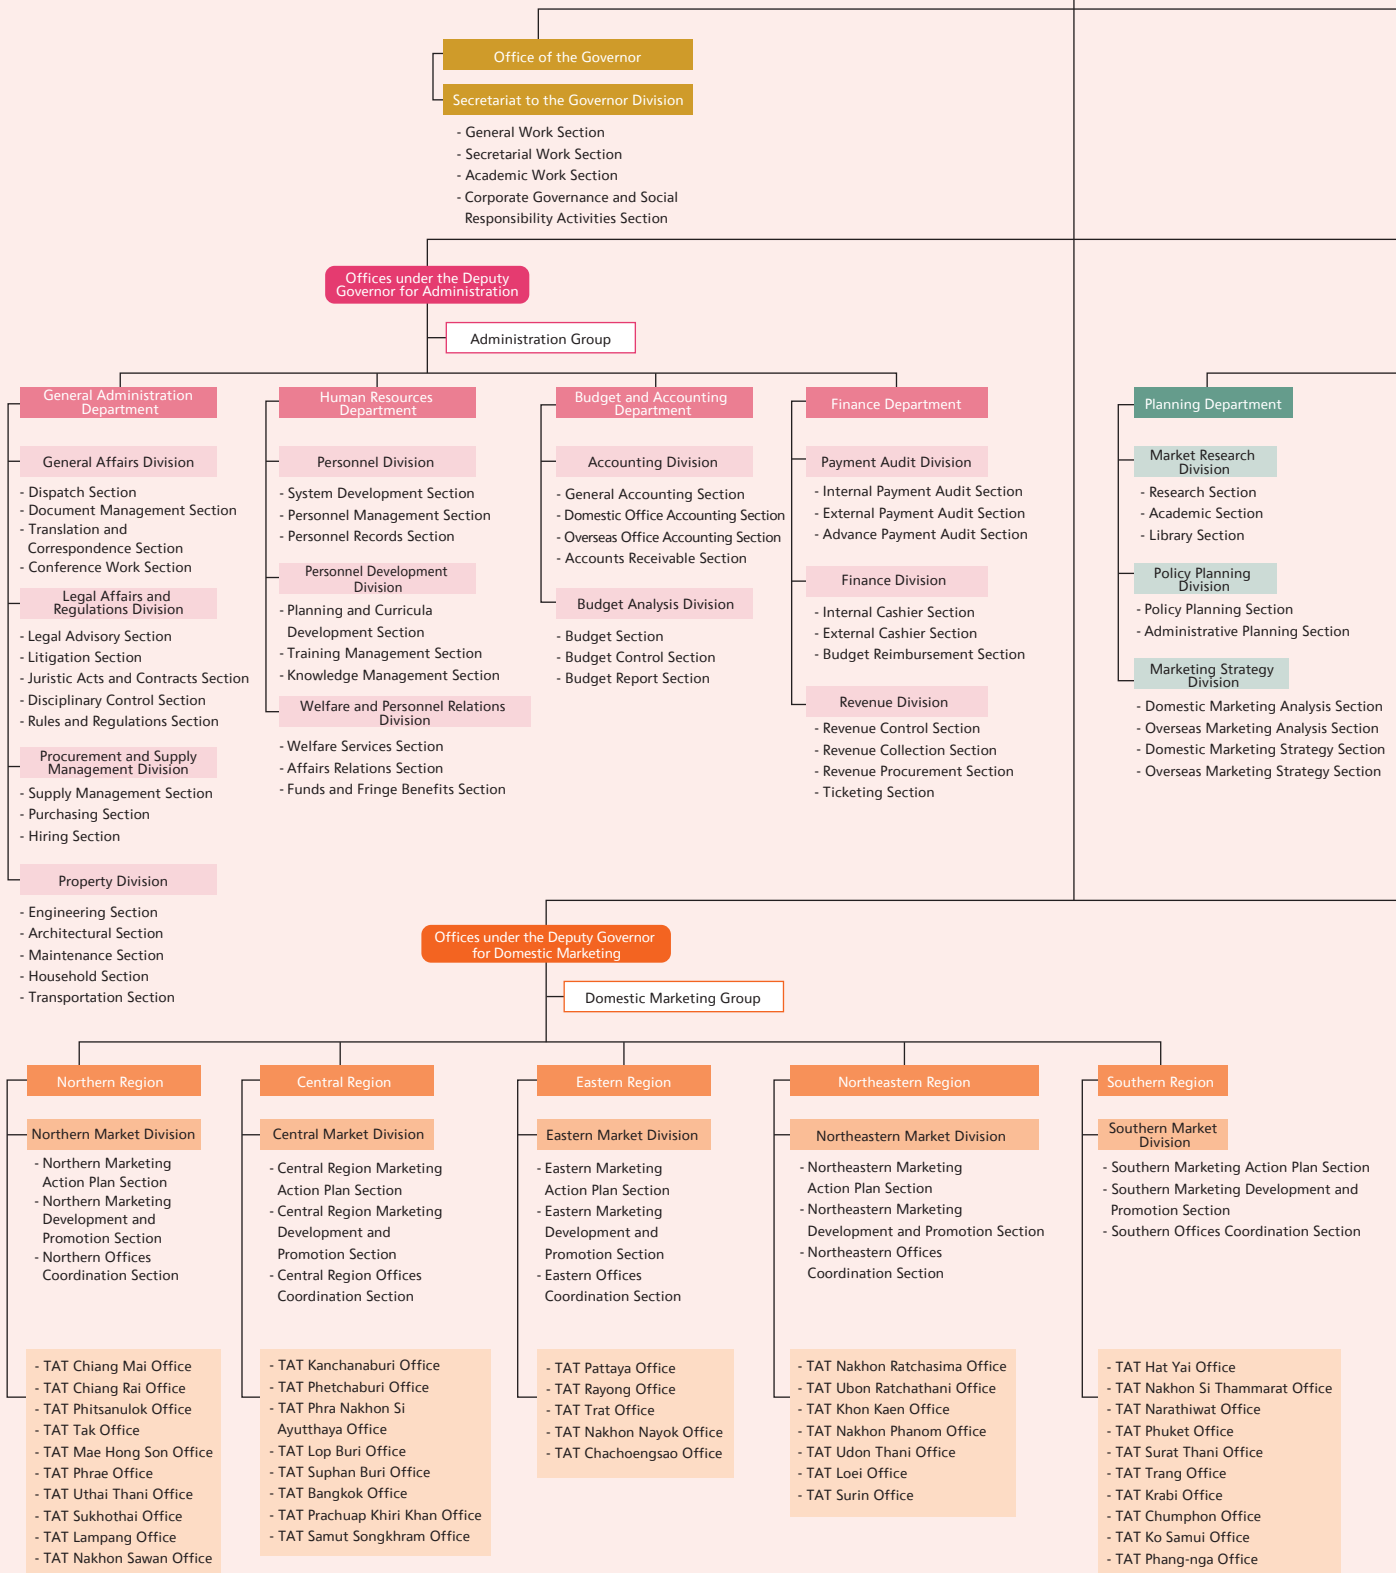 Office of the Governor
Secretariat to the Governor Division
- General Work Section
- Secretarial Work Section
- Academic Work Section
- Corporate Governance and Social
Responsibility Activities Section
Offices under the Deputy
Governor for Administration
Administration Group
General Administration
Department
General Affairs Division
- Dispatch Section
- Document Management Section
- Translation and
Correspondence Section
- Conference Work Section
Legal Affairs and
Regulations Division
- Legal Advisory Section
- Litigation Section
- Juristic Acts and Contracts Section
- Disciplinary Control Section
- Rules and Regulations Section
Procurement and Supply
Management Division
- Supply Management Section
- Purchasing Section
- Hiring Section
Property Division
- Engineering Section
- Architectural Section
- Maintenance Section
- Household Section
- Transportation Section
Human Resources
Department
Personnel Division
- System Development Section
- Personnel Management Section
- Personnel Records Section
Personnel Development
Division
- Planning and Curricula
Development Section
- Training Management Section
- Knowledge Management Section
Welfare and Personnel Relations
Division
- Welfare Services Section
- Affairs Relations Section
- Funds and Fringe Benefits Section
Budget and Accounting
Department
Accounting Division
- General Accounting Section
- Domestic Office Accounting Section
- Overseas Office Accounting Section
- Accounts Receivable Section
Budget Analysis Division
- Budget Section
- Budget Control Section
- Budget Report Section
Finance Department
Payment Audit Division
- Internal Payment Audit Section
- External Payment Audit Section
- Advance Payment Audit Section
Finance Division
- Internal Cashier Section
- External Cashier Section
- Budget Reimbursement Section
Revenue Division
- Revenue Control Section
- Revenue Collection Section
- Revenue Procurement Section
- Ticketing Section
Planning Department
Market Research
Division
- Research Section
- Academic Section
- Library Section
Policy Planning
Division
- Policy Planning Section
- Administrative Planning Section
Marketing Strategy
Division
- Domestic Marketing Analysis Section
- Overseas Marketing Analysis Section
- Domestic Marketing Strategy Section
- Overseas Marketing Strategy Section
Offices under the Deputy Governor
for Domestic Marketing
Domestic Marketing Group
Northern Region
Northern Market Division
- Northern Marketing
Action Plan Section
- Northern Marketing
Development and
Promotion Section
- Northern Offices
Coordination Section
- TAT Chiang Mai Office
- TAT Chiang Rai Office
- TAT Phitsanulok Office
- TAT Tak Office
- TAT Mae Hong Son Office
- TAT Phrae Office
- TAT Uthai Thani Office
- TAT Sukhothai Office
- TAT Lampang Office
- TAT Nakhon Sawan Office
Central Region
Central Market Division
- Central Region Marketing
Action Plan Section
- Central Region Marketing
Development and
Promotion Section
- Central Region Offices
Coordination Section
- TAT Kanchanaburi Office
- TAT Phetchaburi Office
- TAT Phra Nakhon Si
Ayutthaya Office
- TAT Lop Buri Office
- TAT Suphan Buri Office
- TAT Bangkok Office
- TAT Prachuap Khiri Khan Office
- TAT Samut Songkhram Office
Eastern Region
Eastern Market Division
- Eastern Marketing
Action Plan Section
- Eastern Marketing
Development and
Promotion Section
- Eastern Offices
Coordination Section
- TAT Pattaya Office
- TAT Rayong Office
- TAT Trat Office
- TAT Nakhon Nayok Office
- TAT Chachoengsao Office
Northeastern Region
Northeastern Market Division
- Northeastern Marketing
Action Plan Section
- Northeastern Marketing
Development and Promotion Section
- Northeastern Offices
Coordination Section
- TAT Nakhon Ratchasima Office
- TAT Ubon Ratchathani Office
- TAT Khon Kaen Office
- TAT Nakhon Phanom Office
- TAT Udon Thani Office
- TAT Loei Office
- TAT Surin Office
Southern Region
Southern Market
Division
- Southern Marketing Action Plan Section
- Southern Marketing Development and
Promotion Section
- Southern Offices Coordination Section
- TAT Hat Yai Office
- TAT Nakhon Si Thammarat Office
- TAT Narathiwat Office
- TAT Phuket Office
- TAT Surat Thani Office
- TAT Trang Office
- TAT Krabi Office
- TAT Chumphon Office
- TAT Ko Samui Office
- TAT Phang-nga Office